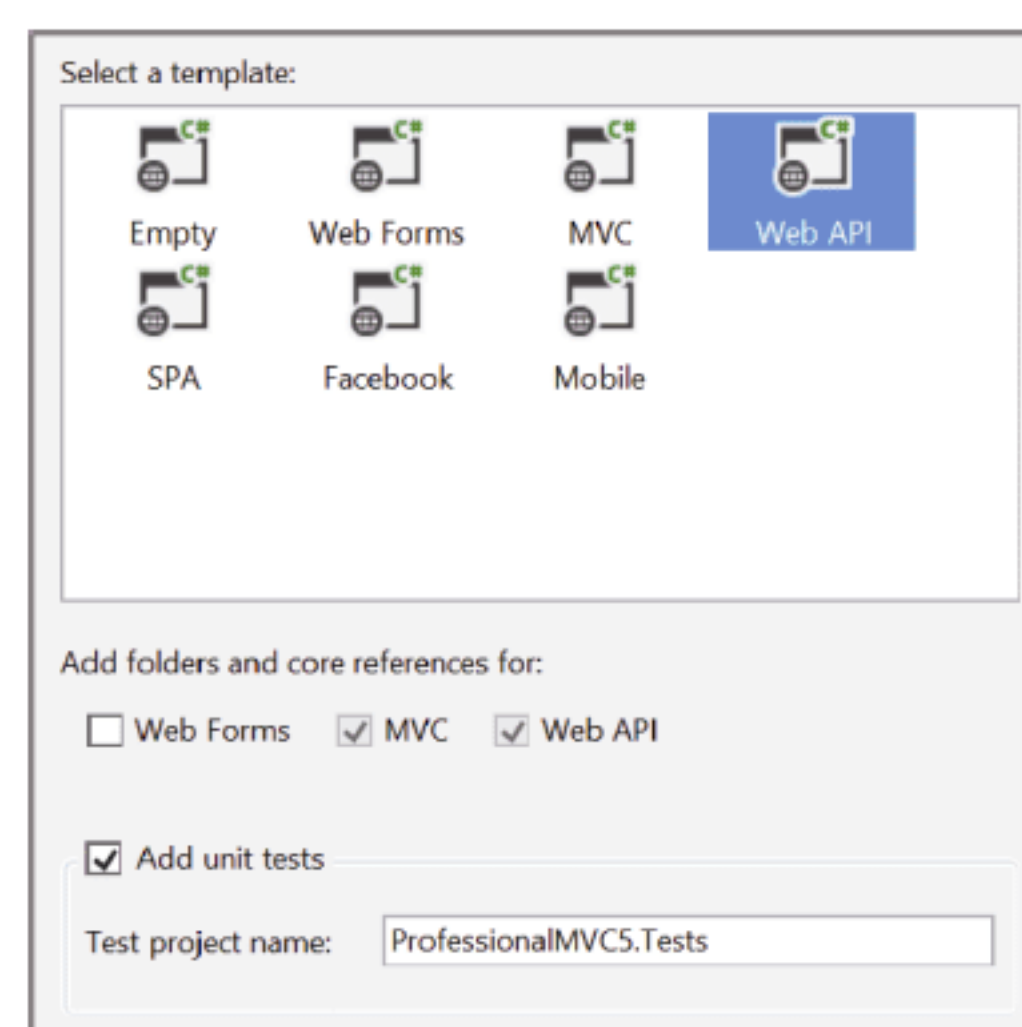 Select a template:
C# C# C# C#
Empty Web Forms MVC Web API
C# C# C#
SPA Facebook Mobile
Add folders and core references for:
Web Forms MVC Web API
Add unit tests
Test project name: ProfessionalMVC5.Tests